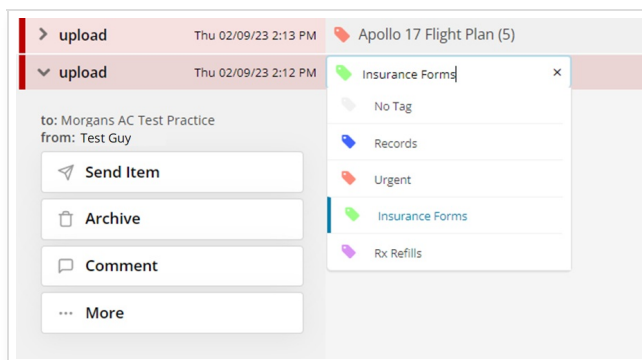 upload Thu 02/09/23 2:13 PM Apollo 17 Flight Plan (5)
upload Thu 02/09/23 2:12 PM Insurance Forms ×
No Tag
Records
Urgent
Insurance Forms
Rx Refills
to: Morgans AC Test Practice
from: Test Guy
Send Item
Archive
Comment
More